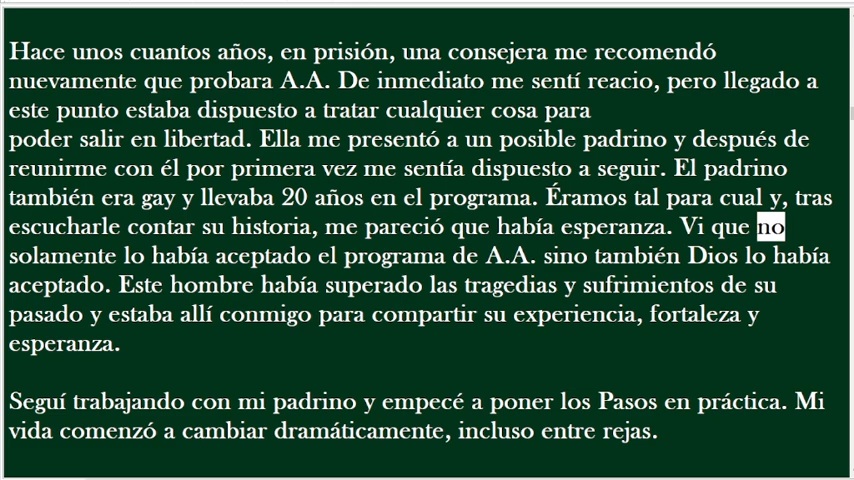 Hace unos cuantos años, en prisión, una consejera me recomendó
nuevamente que probara A.A. De inmediato me sentí reacio, pero llegado a
este punto estaba dispuesto a tratar cualquier cosa para
poder salir en libertad. Ella me presentó a un posible padrino y después de
reunirme con él por primera vez me sentía dispuesto a seguir. El padrino
también era gay y llevaba 20 años en el programa. Éramos tal para cual y, tras
escucharle contar su historia, me pareció que había esperanza. Vi que no
solamente lo había aceptado el programa de A.A. sino también Dios lo había
aceptado. Este hombre había superado las tragedias y sufrimientos de su
pasado y estaba allí conmigo para compartir su experiencia, fortaleza y
esperanza.
Seguí trabajando con mi padrino y empecé a poner los Pasos en práctica. Mi
vida comenzó a cambiar dramáticamente, incluso entre rejas.